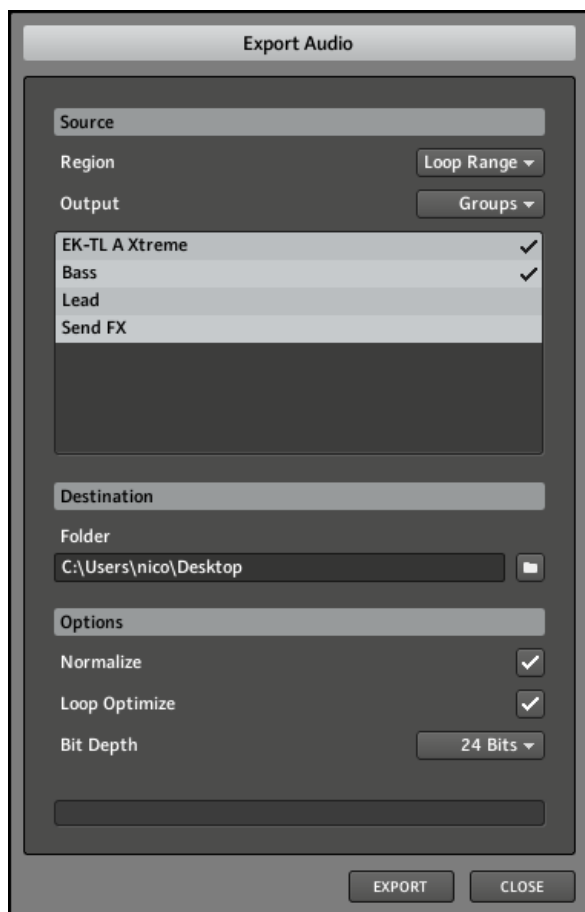 Export Audio
Source
Region Loop Range
Output Groups
EK-TL A Xtreme
Bass
Lead
Send FX
Destination
Folder
C:\Users\nico\Desktop
Options
Normalize
Loop Optimize
Bit Depth 24 Bits
EXPORT CLOSE